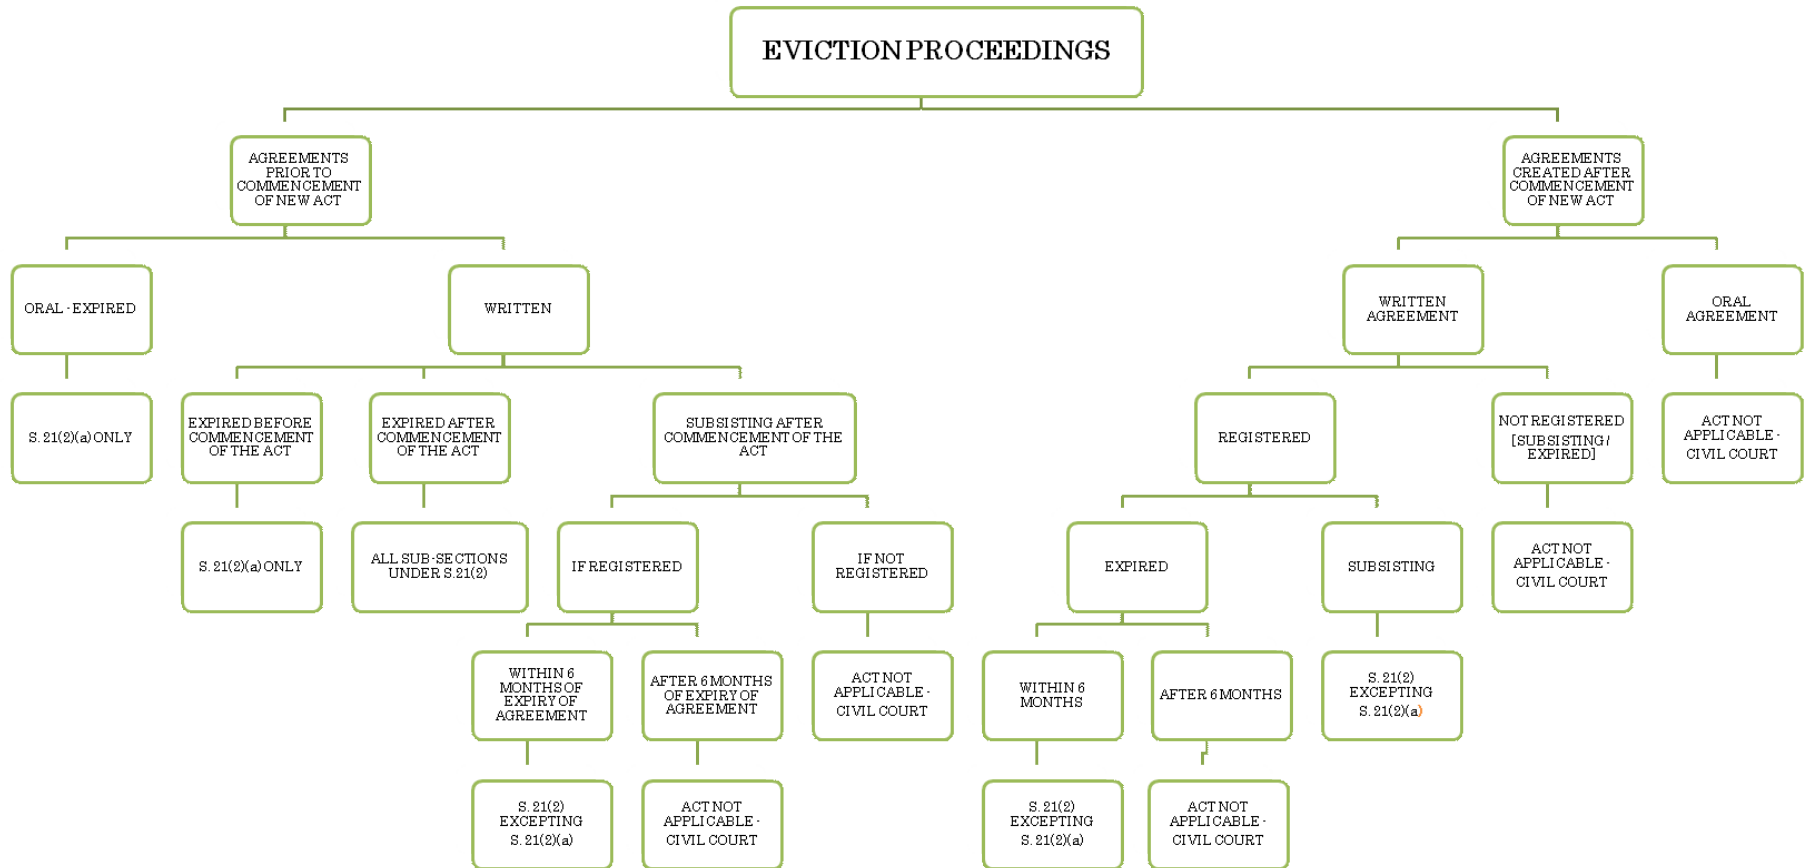 EVICTION PROCEEDINGS
AGREEMENTS
PRIOR TO
COMMENCEMENT
OF NEW ACT
AGREEMENTS
CREATED AFTER
COMMENCEMENT
OF NEW ACT
ORAL - EXPIRED
WRITTEN
WRITTEN
AGREEMENT
ORAL
AGREEMENT
S. 21(2)(a) ONLY
EXPIRED BEFORE
COMMENCEMENT
OF THE ACT
EXPIRED AFTER
COMMENCEMENT
OF THE ACT
SUBSISTING AFTER
COMMENCEMENT OF THE
ACT
REGISTERED
NOT REGISTERED
[SUBSISTING /
EXPIRED]
ACT NOT
APPLICABLE -
CIVIL COURT
S. 21(2)(a) ONLY
ALL SUB-SECTIONS
UNDER S.21(2)
IF REGISTERED
IF NOT
REGISTERED
EXPIRED
SUBSISTING
ACT NOT
APPLICABLE -
CIVIL COURT
WITHIN 6
MONTHS OF
EXPIRY OF
AGREEMENT
AFTER 6 MONTHS
OF EXPIRY OF
AGREEMENT
ACT NOT
APPLICABLE -
CIVIL COURT
WITHIN 6
MONTHS
AFTER 6 MONTHS
S. 21(2)
EXCEPTING
S. 21(2)(a)
S. 21(2)
EXCEPTING
S. 21(2)(a)
ACT NOT
APPLICABLE -
CIVIL COURT
S. 21(2)
EXCEPTING
S. 21(2)(a)
ACT NOT
APPLICABLE -
CIVIL COURT